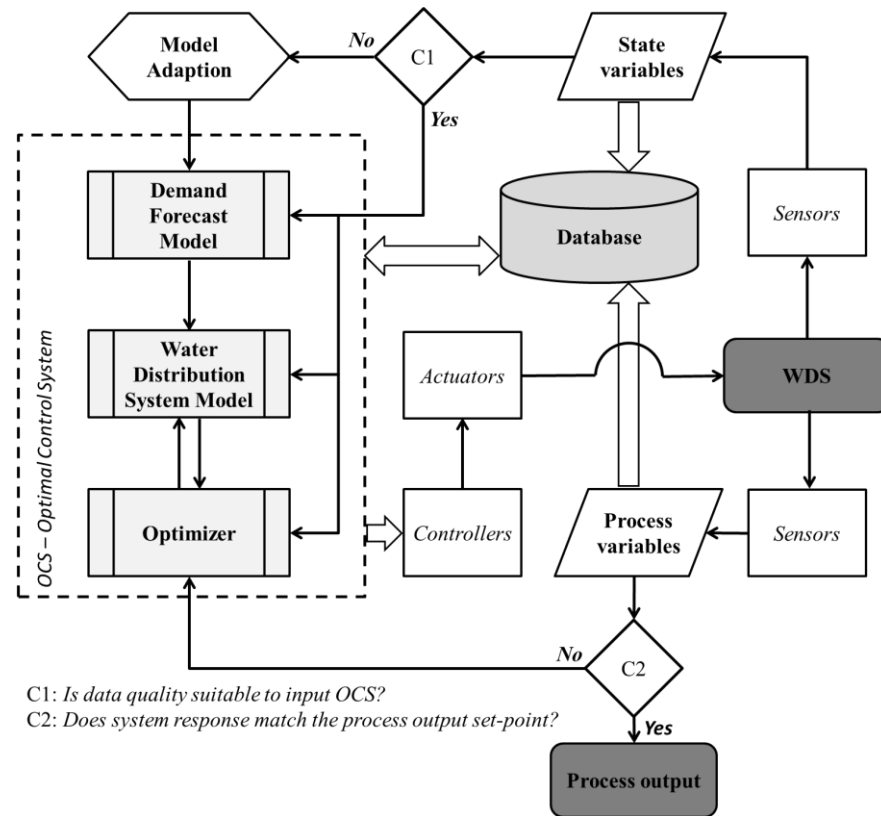 Model
Adaption
No
C1
State
variables
Yes
Demand
Forecast
Model
Database
Sensors
Water
Distribution
System Model
Actuators
WDS
OCS – Optimal Control System
Optimizer
Controllers
Process
variables
Sensors
No
C2
C1: Is data quality suitable to input OCS?
C2: Does system response match the process output set-point?
Yes
Process output